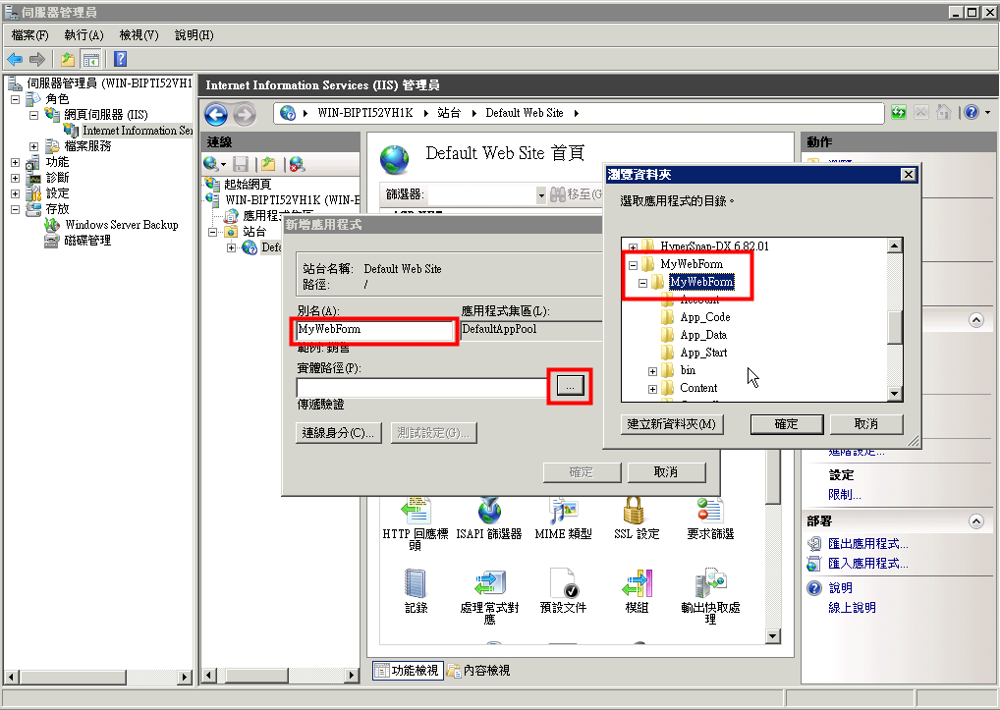 伺服器管理員
檔案(F) 執行(A) 檢視(V) 說明(H)
伺服器管理員 (WIN-BIPTI52VH1
角色
網頁伺服器 (IIS)
Internet Information Ser
檔案服務
功能
診斷
設定
存放
Windows Server Backup
磁碟管理
Internet Information Services (IIS) 管理員
WIN-BIPTI52VH1K 站台 Default Web Site
連線
起始網頁
WIN-BIPTI52VH1K (WIN-E
站台
Defa
Default Web Site 首頁
篩選器:
移至(G
新增應用程式
站台名稱: Default Web Site
路徑: /
別名(A):
應用程式集區(L):
MyWebForm
DefaultAppPool
範例: 銷售
實體路徑(P):
...
傳遞驗證
連線身分(C)...
測試設定(G)...
確定
取消
瀏覽資料夾
選取應用程式的目錄。
HyperSnap-DX 6.82.01
MyWebForm
MyWebForm
Account
App_Code
App_Data
App_Start
bin
Content
建立新資料夾(M)
確定
取消
HTTP 回應標頭
ISAPI 篩選器
MIME 類型
SSL 設定
要求篩選
記錄
處理常式對應
預設文件
模組
輸出快取處理
功能檢視
內容檢視
動作
進階設定...
設定
限制...
部署
匯出應用程式...
匯入應用程式...
說明
線上說明